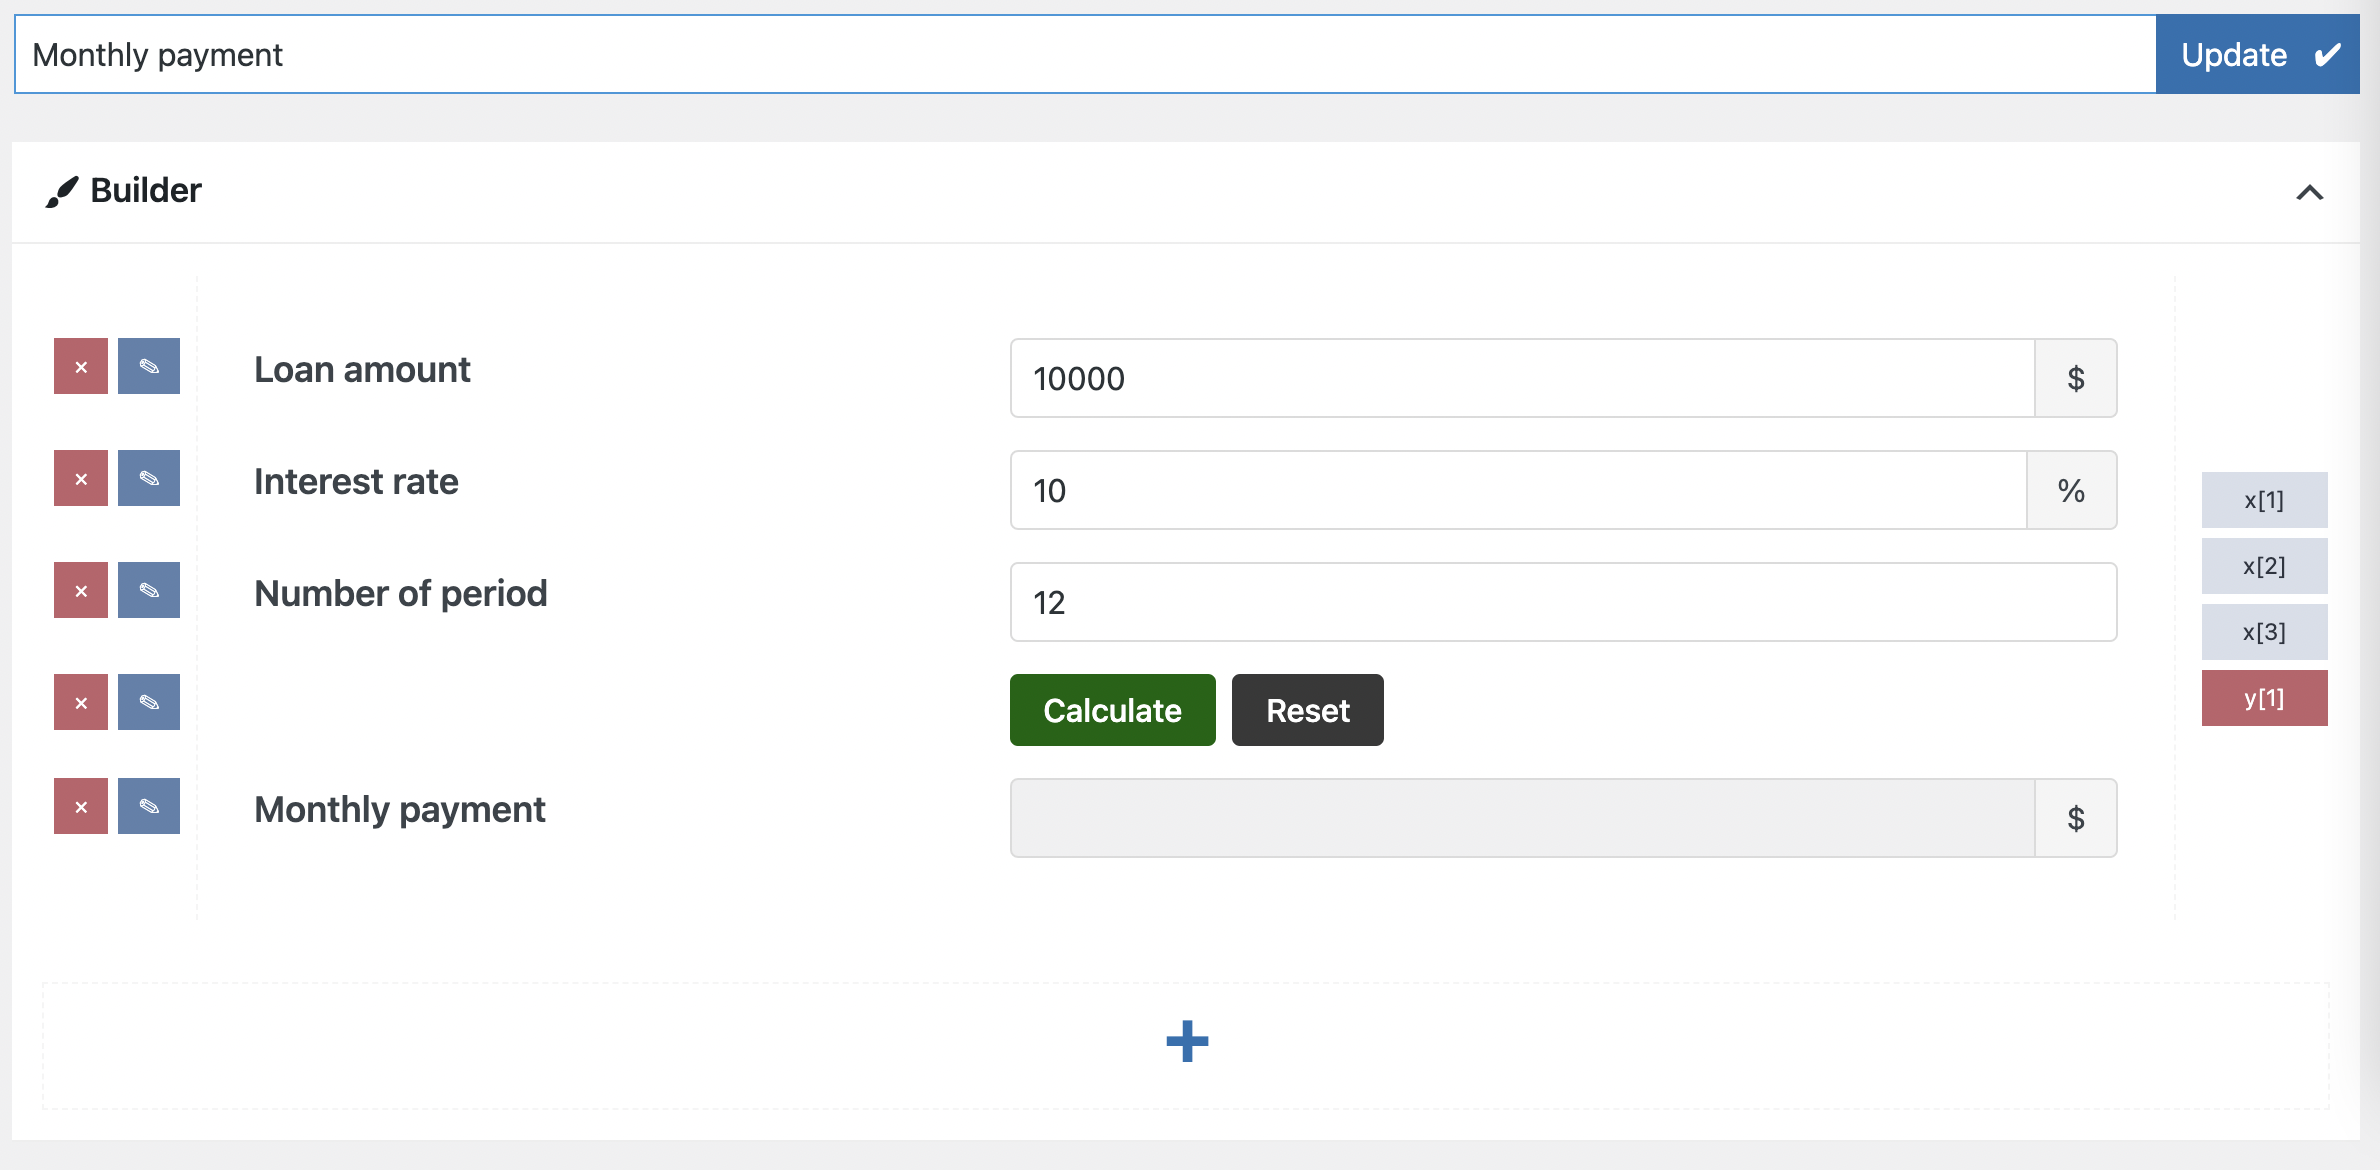 Monthly payment
Update ✔
Builder
× ✎ Loan amount 10000 $
× ✎ Interest rate 10 %
x[1]
x[2]
× ✎ Number of period 12
x[3]
y[1]
× ✎ Calculate Reset
× ✎ Monthly payment $
+